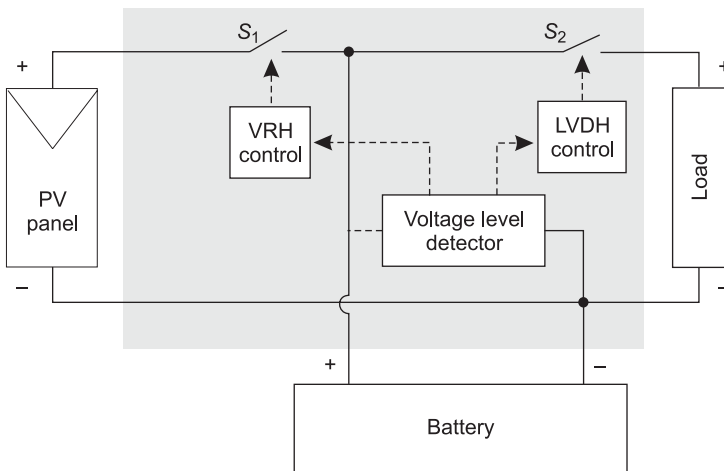 S1
S2
+
+
VRH
control
LVDH
control
PV
panel
Voltage level
detector
Load
−
−
+
−
Battery